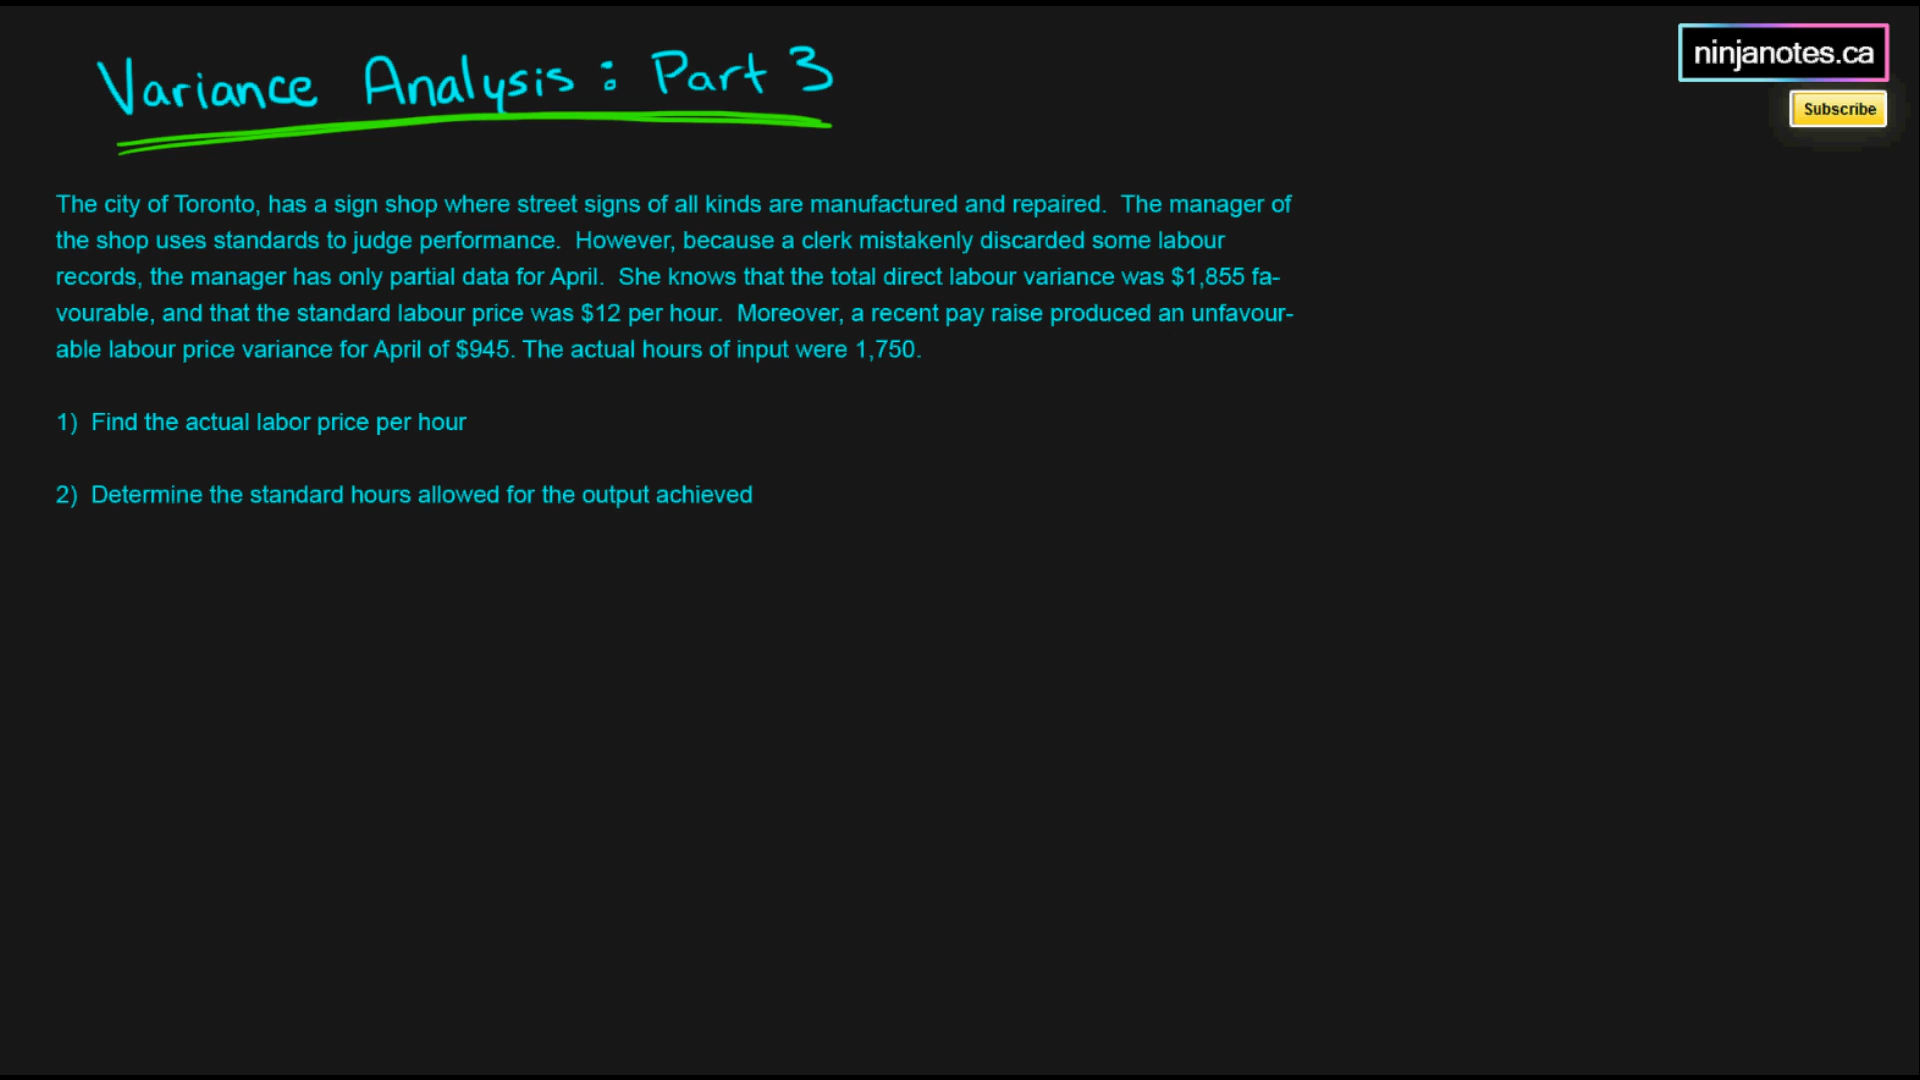 Variance Analysis: Part 3
ninjanotes.ca
Subscribe
The city of Toronto, has a sign shop where street signs of all kinds are manufactured and repaired.  The manager of
the shop uses standards to judge performance.  However, because a clerk mistakenly discarded some labour
records, the manager has only partial data for April.  She knows that the total direct labour variance was $1,855 fa-
vourable, and that the standard labour price was $12 per hour.  Moreover, a recent pay raise produced an unfavour-
able labour price variance for April of $945. The actual hours of input were 1,750.
1)  Find the actual labor price per hour
2)  Determine the standard hours allowed for the output achieved